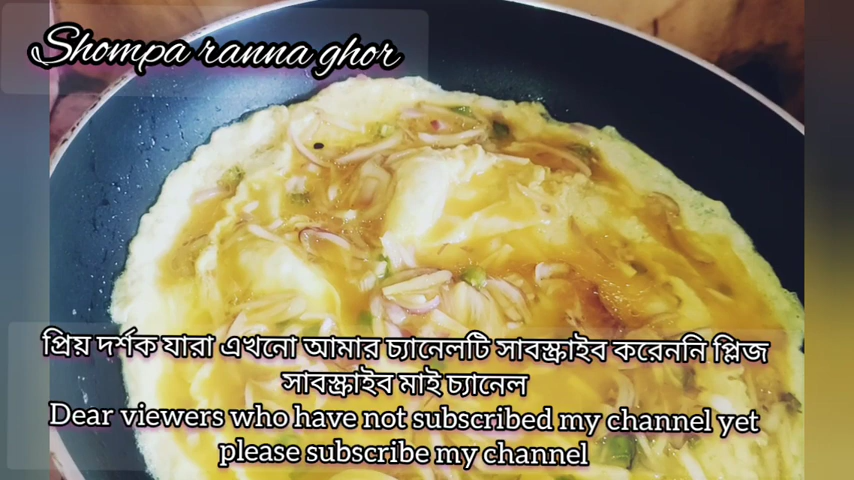 Shompa ranna ghor
প্রিয় দর্শক যারা এখনো আমার চ্যানেলটি সাবস্ক্রাইব করেননি প্লিজ
সাবস্ক্রাইব মাই চ্যানেল
Dear viewers who have not subscribed my channel yet
please subscribe my channel